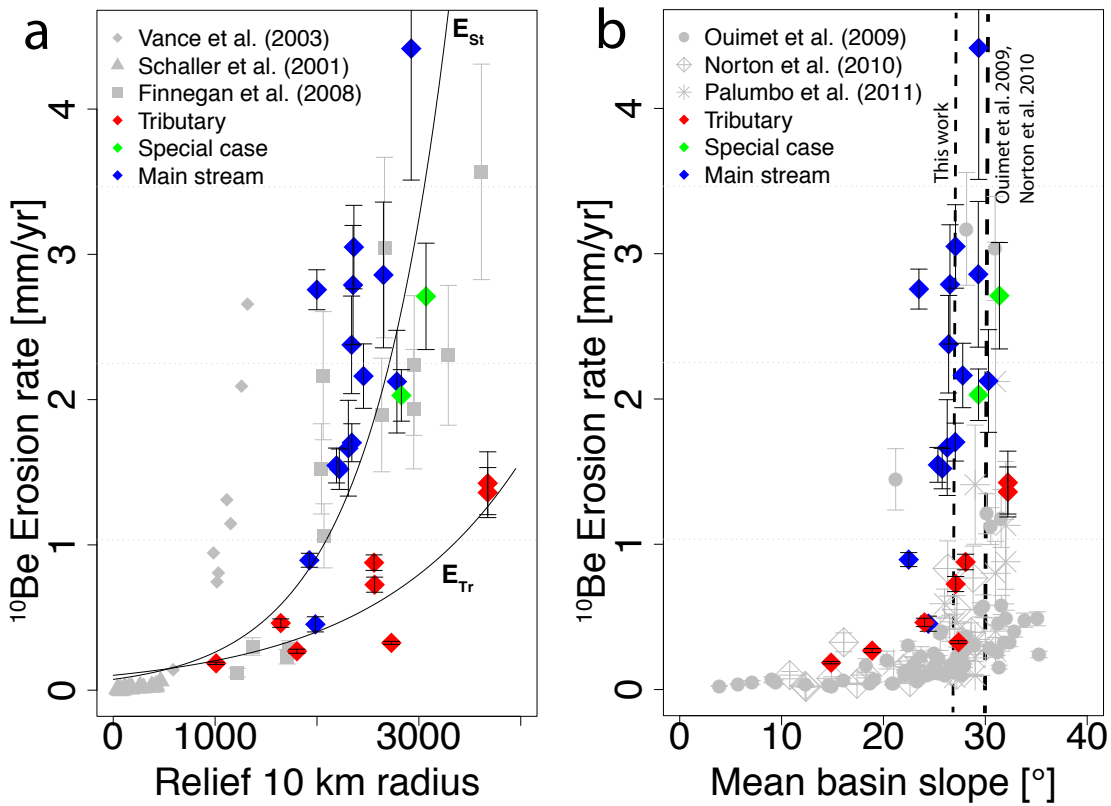 a
Vance et al. (2003)
Schaller et al. (2001)
Finnegan et al. (2008)
Tributary
Special case
Main stream
E_St
E_Tr
10Be Erosion rate [mm/yr]
0
1
2
3
4
0
1000
3000
Relief 10 km radius
b
Ouimet et al. (2009)
Norton et al. (2010)
Palumbo et al. (2011)
Tributary
Special case
Main stream
This work
Ouimet et al. 2009,
Norton et al. 2010
10Be Erosion rate [mm/yr]
0
1
2
3
4
0
10
20
30
40
Mean basin slope [°]